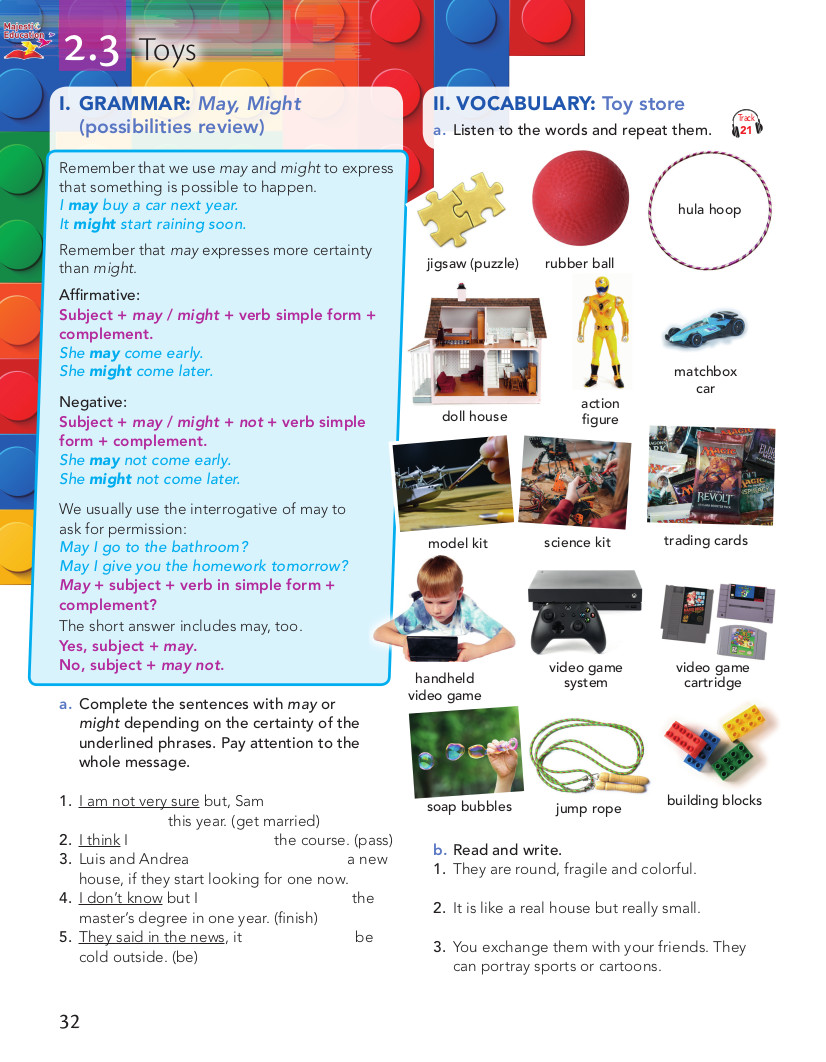 Majestic
Education
2.3 Toys
I. GRAMMAR: May, Might
(possibilities review)
Remember that we use may and might to express
that something is possible to happen.
I may buy a car next year.
It might start raining soon.
Remember that may expresses more certainty
than might.
Affirmative:
Subject + may / might + verb simple form +
complement.
She may come early.
She might come later.
Negative:
Subject + may / might + not + verb simple
form + complement.
She may not come early.
She might not come later.
We usually use the interrogative of may to
ask for permission:
May I go to the bathroom?
May I give you the homework tomorrow?
May + subject + verb in simple form +
complement?
The short answer includes may, too.
Yes, subject + may.
No, subject + may not.
a. Complete the sentences with may or
might depending on the certainty of the
underlined phrases. Pay attention to the
whole message.
1. I am not very sure but, Sam
this year. (get married)
2. I think I the course. (pass)
3. Luis and Andrea a new
house, if they start looking for one now.
4. I don't know but I the
master's degree in one year. (finish)
5. They said in the news, it be
cold outside. (be)
II. VOCABULARY: Toy store
a. Listen to the words and repeat them.
Track
21
jigsaw (puzzle)
rubber ball
hula hoop
doll house
action
figure
matchbox
car
MAGIC
REVOLT
model kit
science kit
trading cards
handheld
video game
video game
system
video game
cartridge
soap bubbles
jump rope
building blocks
b. Read and write.
1. They are round, fragile and colorful.
2. It is like a real house but really small.
3. You exchange them with your friends. They
can portray sports or cartoons.
32